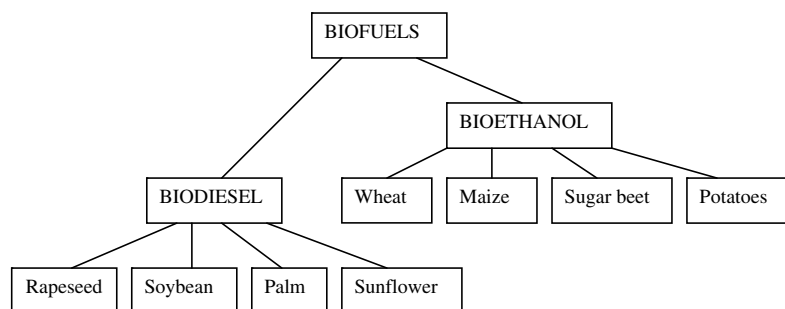 BIOFUELS
BIOETHANOL
Wheat
Maize
Sugar beet
Potatoes
BIODIESEL
Rapeseed
Soybean
Palm
Sunflower